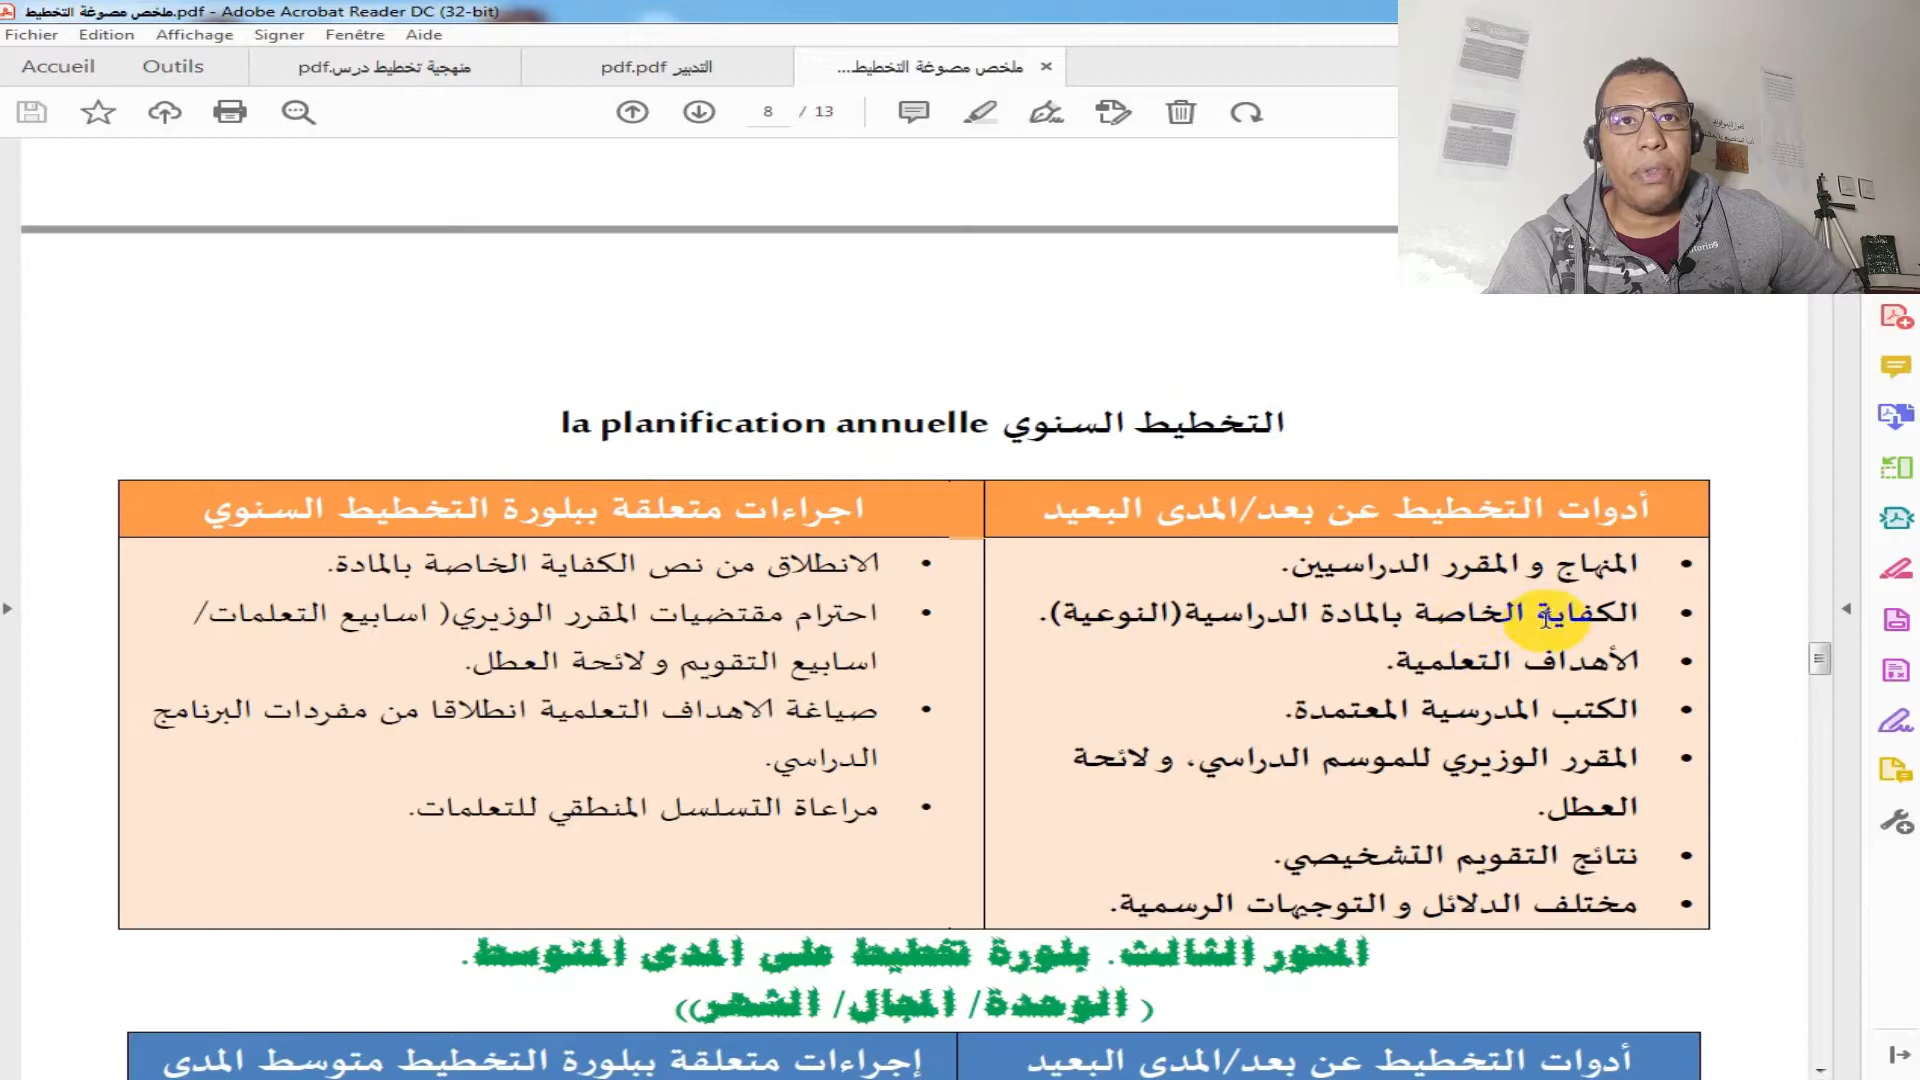 ملخص مصوغة التخطيط.pdf - Adobe Acrobat Reader DC (32-bit)
Fichier Edition Affichage Signer Fenêtre Aide
Accueil Outils منهجية تخطيط درس.pdf التدبير pdf.pdf ملخص مصوغة التخطيط...
8 / 13
التخطيط السنوي la planification annuelle
أدوات التخطيط عن بعد/المدى البعيد
• المنهاج و المقرر الدراسيين.
• الكفاية الخاصة بالمادة الدراسية(النوعية).
• الأهداف التعلمية.
• الكتب المدرسية المعتمدة.
• المقرر الوزيري للموسم الدراسي، و لائحة
العطل.
• نتائج التقويم التشخيصي.
• مختلف الدلائل و التوجيهات الرسمية.
اجراءات متعلقة ببلورة التخطيط السنوي
• الانطلاق من نص الكفاية الخاصة بالمادة.
• احترام مقتضيات المقرر الوزيري( اسابيع التعلمات/
اسابيع التقويم و لائحة العطل.
• صياغة الاهداف التعلمية انطلاقا من مفردات البرنامج
الدراسي.
• مراعاة التسلسل المنطقي للتعلمات.
المحور الثالث. بلورة تخطيط على المدى المتوسط.
( الوحدة/ المجال/ الشهر))
أدوات التخطيط عن بعد/المدى البعيد
إجراءات متعلقة ببلورة التخطيط متوسط المدى